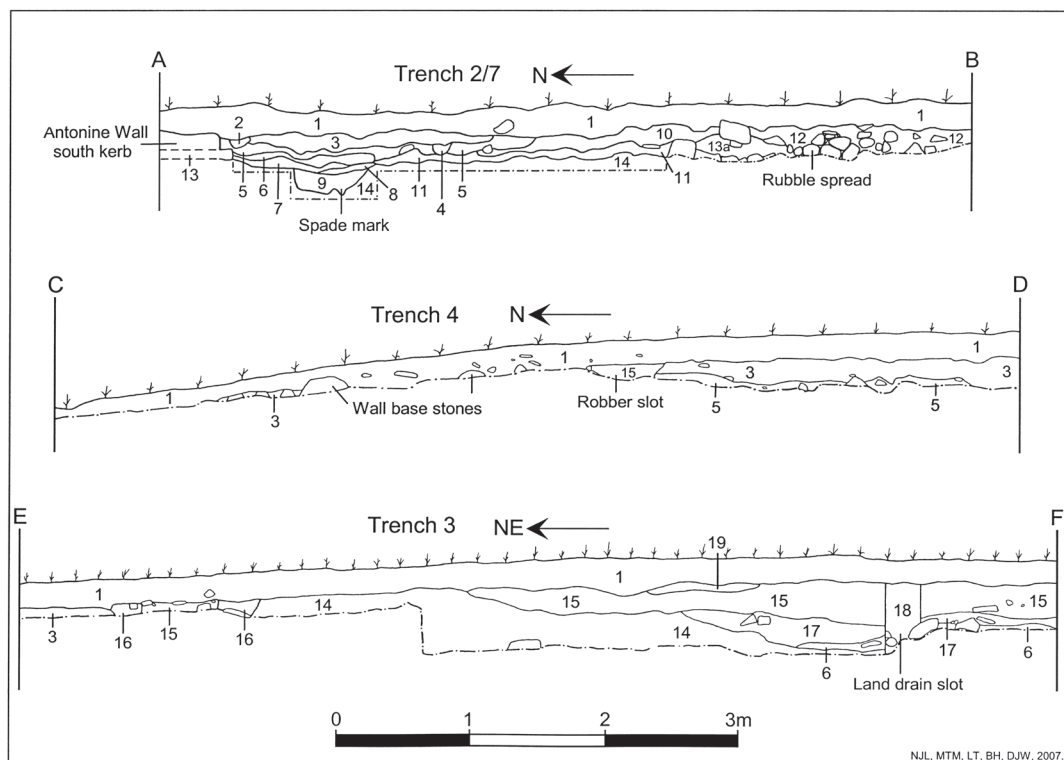 A
B
Trench 2/7
N
1
1
1
2
3
10
12
12
Antonine Wall
south kerb
13a
14
13
5
6
7
9
14
8
11
4
5
11
Rubble spread
Spade mark
C
D
Trench 4
N
1
1
15
3
3
1
Wall base stones
Robber slot
3
5
5
E
F
Trench 3
NE
19
1
1
14
15
15
15
18
3
16
15
16
14
17
6
17
6
Land drain slot
0
1
2
3m
NJL, MTM, LT, BH, DJW, 2007.